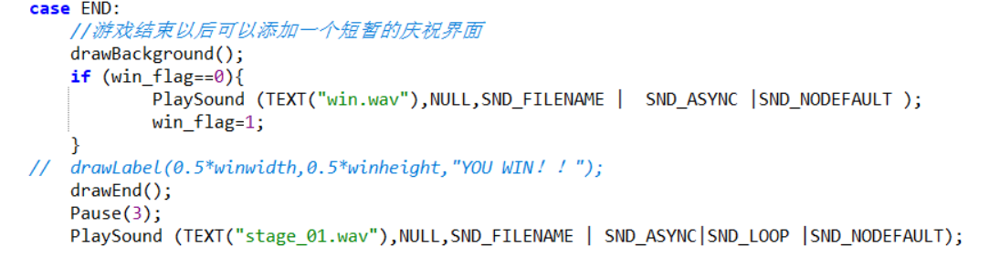 case END:
//游戏结束以后可以添加一个短暂的庆祝界面
drawBackground();
if (win_flag==0){
PlaySound (TEXT("win.wav"),NULL,SND_FILENAME |  SND_ASYNC |SND_NODEFAULT );
win_flag=1;
}
//  drawLabel(0.5*winwidth,0.5*winheight,"YOU WIN！！");
drawEnd();
Pause(3);
PlaySound (TEXT("stage_01.wav"),NULL,SND_FILENAME | SND_ASYNC|SND_LOOP |SND_NODEFAULT);